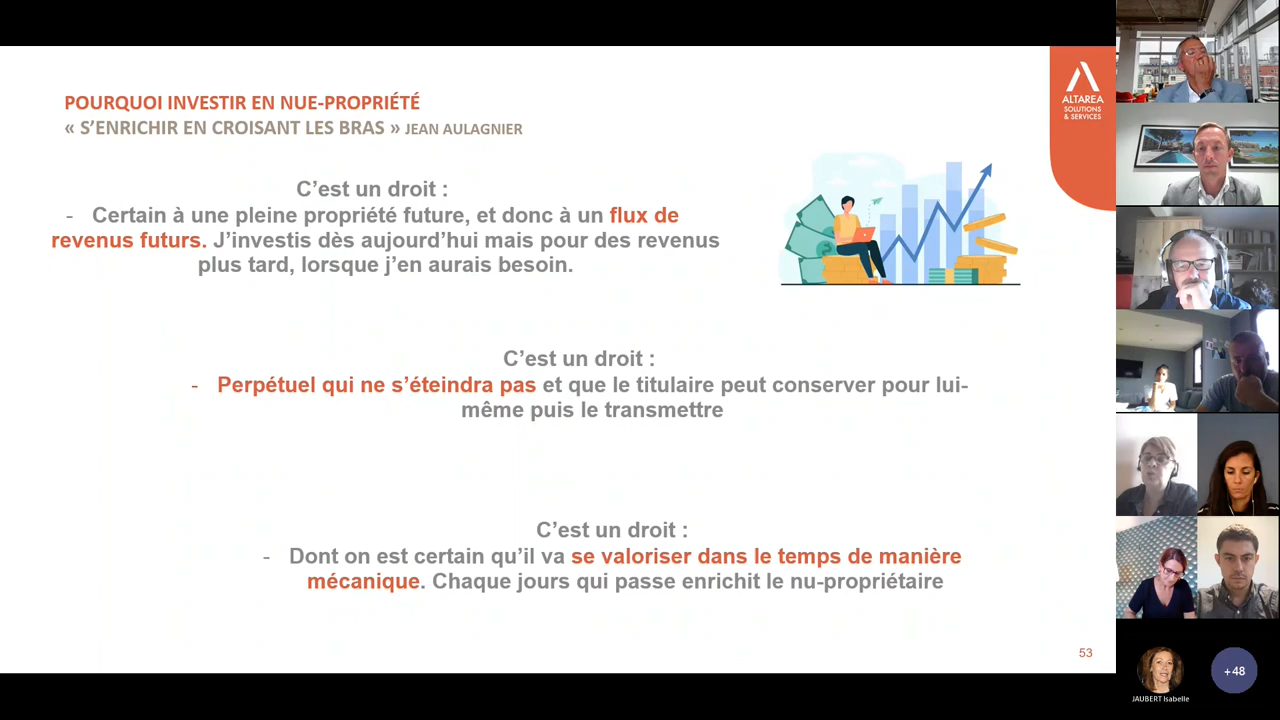 POURQUOI INVESTIR EN NUE-PROPRIÉTÉ
« S’ENRICHIR EN CROISANT LES BRAS » JEAN AULAGNIER
ALTAREA
SOLUTIONS
& SERVICES
C’est un droit :
- Certain à une pleine propriété future, et donc à un flux de
revenus futurs. J’investis dès aujourd’hui mais pour des revenus
plus tard, lorsque j’en aurais besoin.
C’est un droit :
- Perpétuel qui ne s’éteindra pas et que le titulaire peut conserver pour lui-
même puis le transmettre
C’est un droit :
- Dont on est certain qu’il va se valoriser dans le temps de manière
mécanique. Chaque jours qui passe enrichit le nu-propriétaire
53
JAUBERT Isabelle
+48